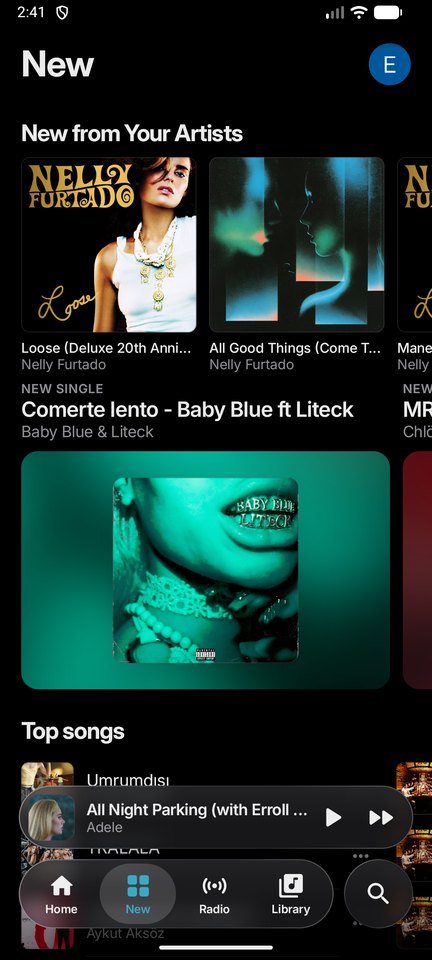 2:41
New
E
New from Your Artists
NELLY
FURTADO
Loose
Loose (Deluxe 20th Anni...
Nelly Furtado
All Good Things (Come T...
Nelly Furtado
Mane
NEW SINGLE
Comerte lento - Baby Blue ft Liteck
Baby Blue & Liteck
NEW
MR
Chlö
BABY BLUE
LITECK
Top songs
Umrumdışı
All Night Parking (with Erroll ...
Adele
TRALALA
Home
New
Radio
Library
Aykut Aksöz